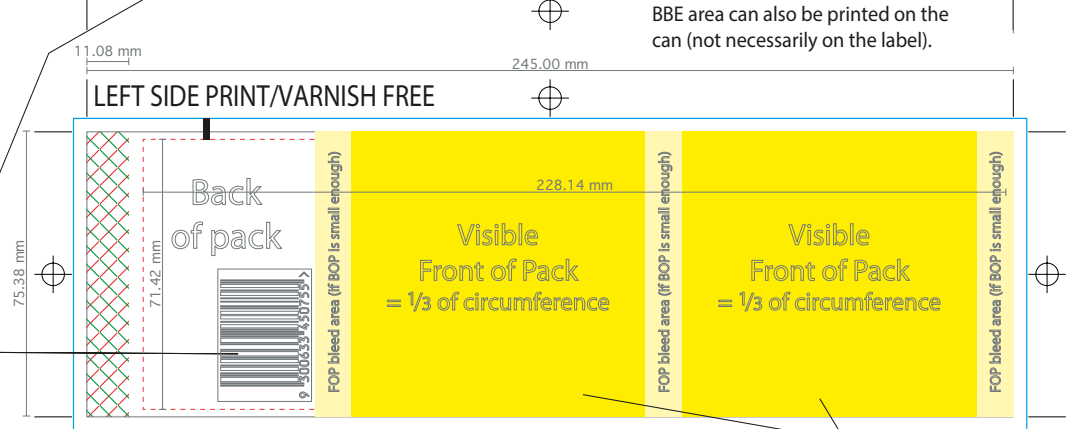 BBE area can also be printed on the
can (not necessarily on the label).
11.08 mm
245.00 mm
LEFT SIDE PRINT/VARNISH FREE
75.38 mm
71.42 mm
228.14 mm
Back
of pack
9 300633 450755>
FOP bleed area (if BOP is small enough)
Visible
Front of Pack
= 1/3 of circumference
FOP bleed area (if BOP is small enough)
Visible
Front of Pack
= 1/3 of circumference
FOP bleed area (if BOP is small enough)